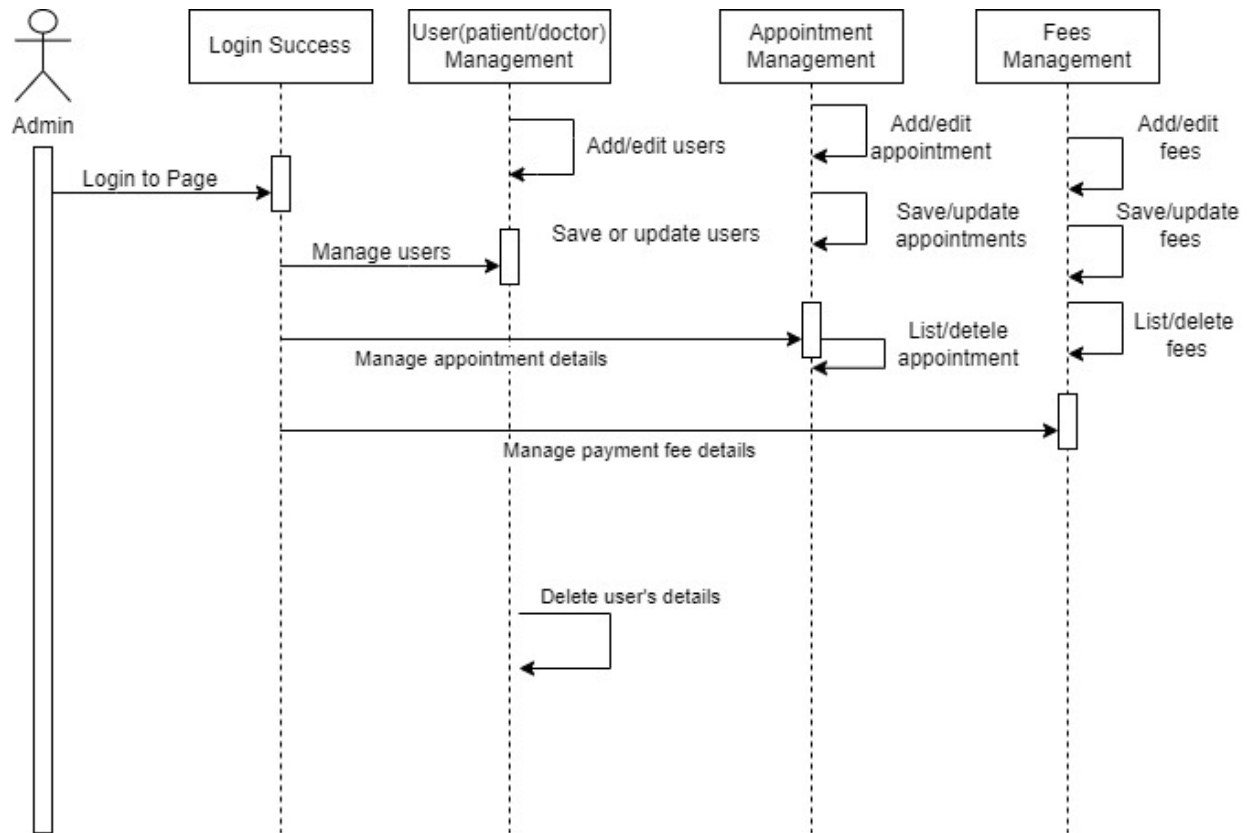 Login Success
User(patient/doctor)
Management
Appointment
Management
Fees
Management
Admin
Add/edit users
Add/edit
appointment
Add/edit
fees
Login to Page
Save or update users
Save/update
appointments
Save/update
fees
Manage users
List/detele
appointment
List/delete
fees
Manage appointment details
Manage payment fee details
Delete user's details